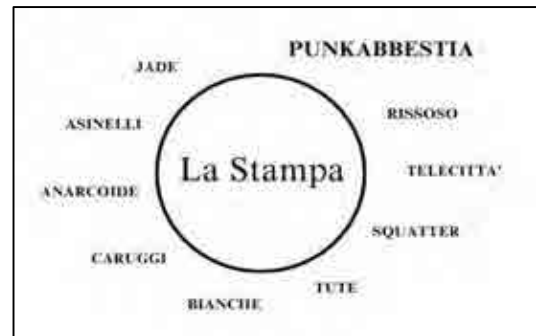 PUNKABBESTIA
JADE
RISSOSO
ASINELLI
La Stampa
TELECITTA'
ANARCOIDE
SQUATTER
CARUGGI
TUTE
BIANCHE